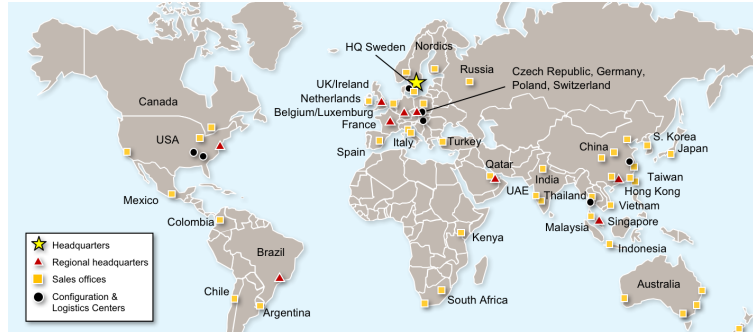 HQ Sweden
Nordics
Russia
UK/Ireland
Netherlands
Belgium/Luxemburg
France
Czech Republic, Germany,
Poland, Switzerland
Canada
USA
Spain
Italy
Turkey
China
S. Korea
Japan
Qatar
India
Taiwan
UAE
Thailand
Hong Kong
Vietnam
Mexico
Colombia
Malaysia
Singapore
Kenya
Indonesia
Brazil
Chile
Argentina
South Africa
Australia
Headquarters
Regional headquarters
Sales offices
Configuration &
Logistics Centers